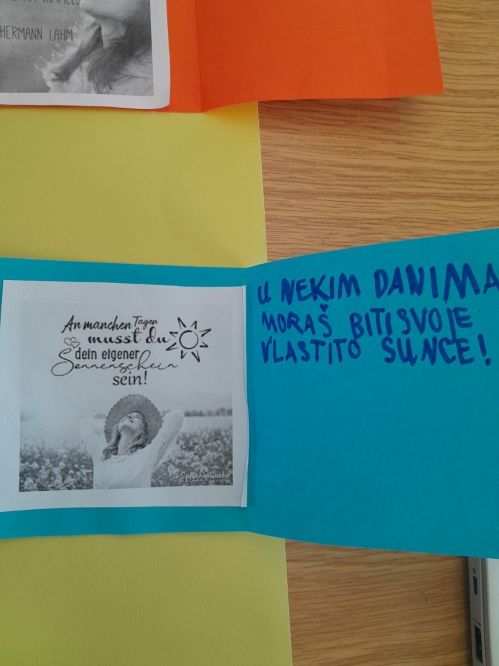 HERMANN LAHM
An manchen Tagen
musst du
dein eigener
Sonnenschein
sein!
U NEKIM DANIMA
MORAŠ BITI SVOJE
VLASTITO SUNCE!